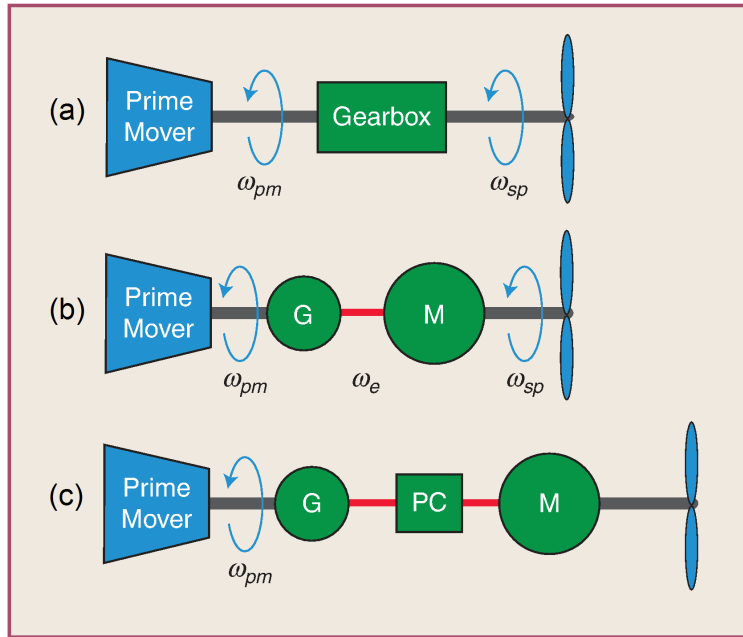 (a)
Prime
Mover
Gearbox
ωpm
ωsp
(b)
Prime
Mover
G
M
ωpm
ωe
ωsp
(c)
Prime
Mover
G
PC
M
ωpm